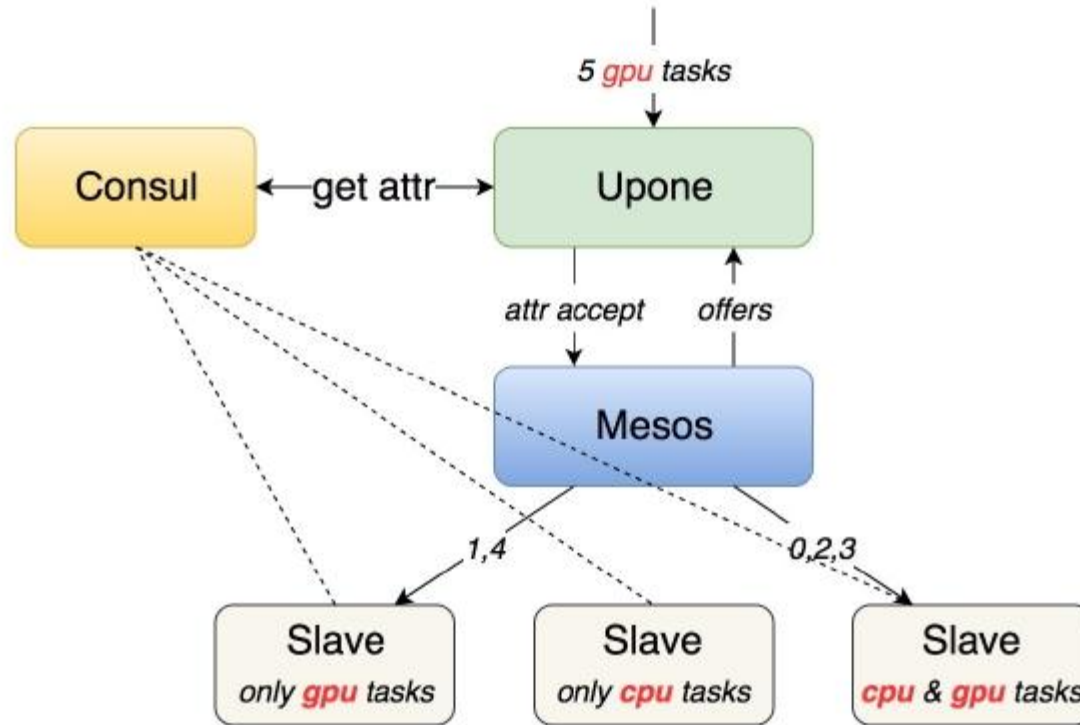 5 gpu tasks
Consul
get attr
Upone
attr accept
offers
Mesos
1,4
0,2,3
Slave
only gpu tasks
Slave
only cpu tasks
Slave
cpu & gpu tasks